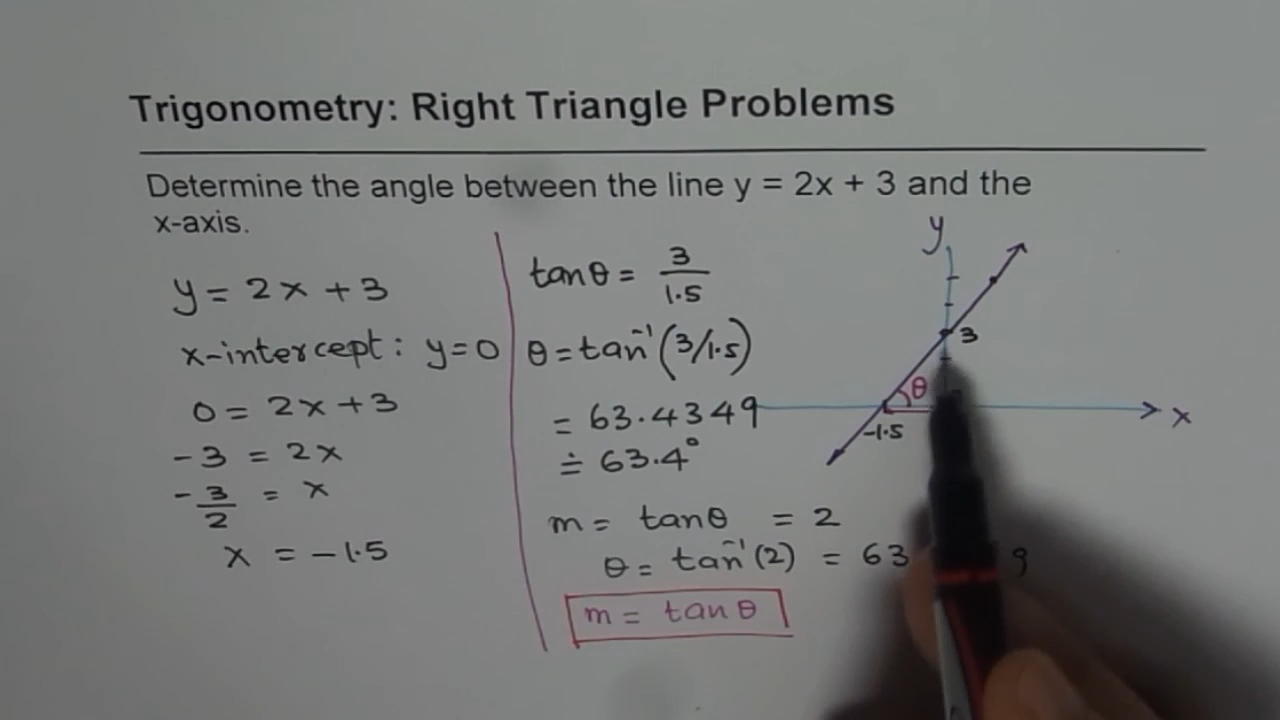 Trigonometry: Right Triangle Problems
Determine the angle between the line y = 2x + 3 and the
x-axis.
y = 2x + 3
x-intercept: y=0
0 = 2x+3
-3 = 2x
-3/2 = x
x = -1.5
tanθ = 3/1.5
θ = tan⁻¹(3/1.5)
= 63.4349
≐ 63.4°
m = tanθ = 2
θ = tan⁻¹(2) = 63 9
m = tanθ
y
3
θ
-1.5
x